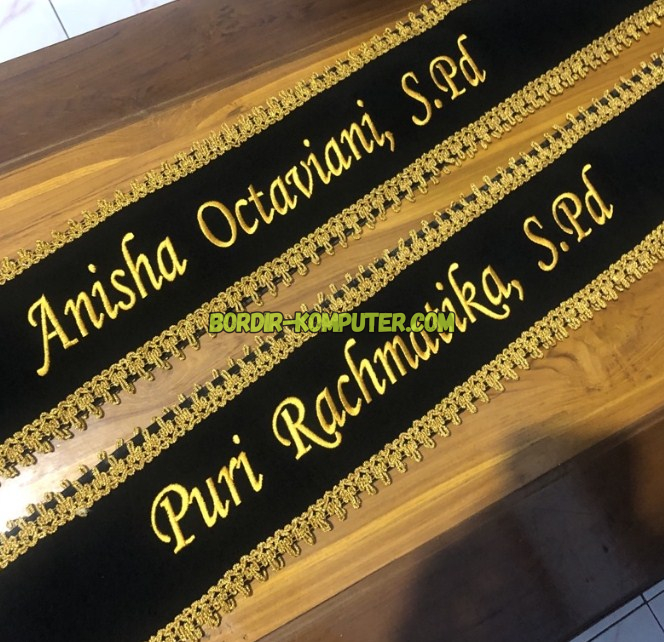 Anisha Octaviani, S.Pd
BORDIR-KOMPUTER.COM
Puri Rachmatika, S.Pd